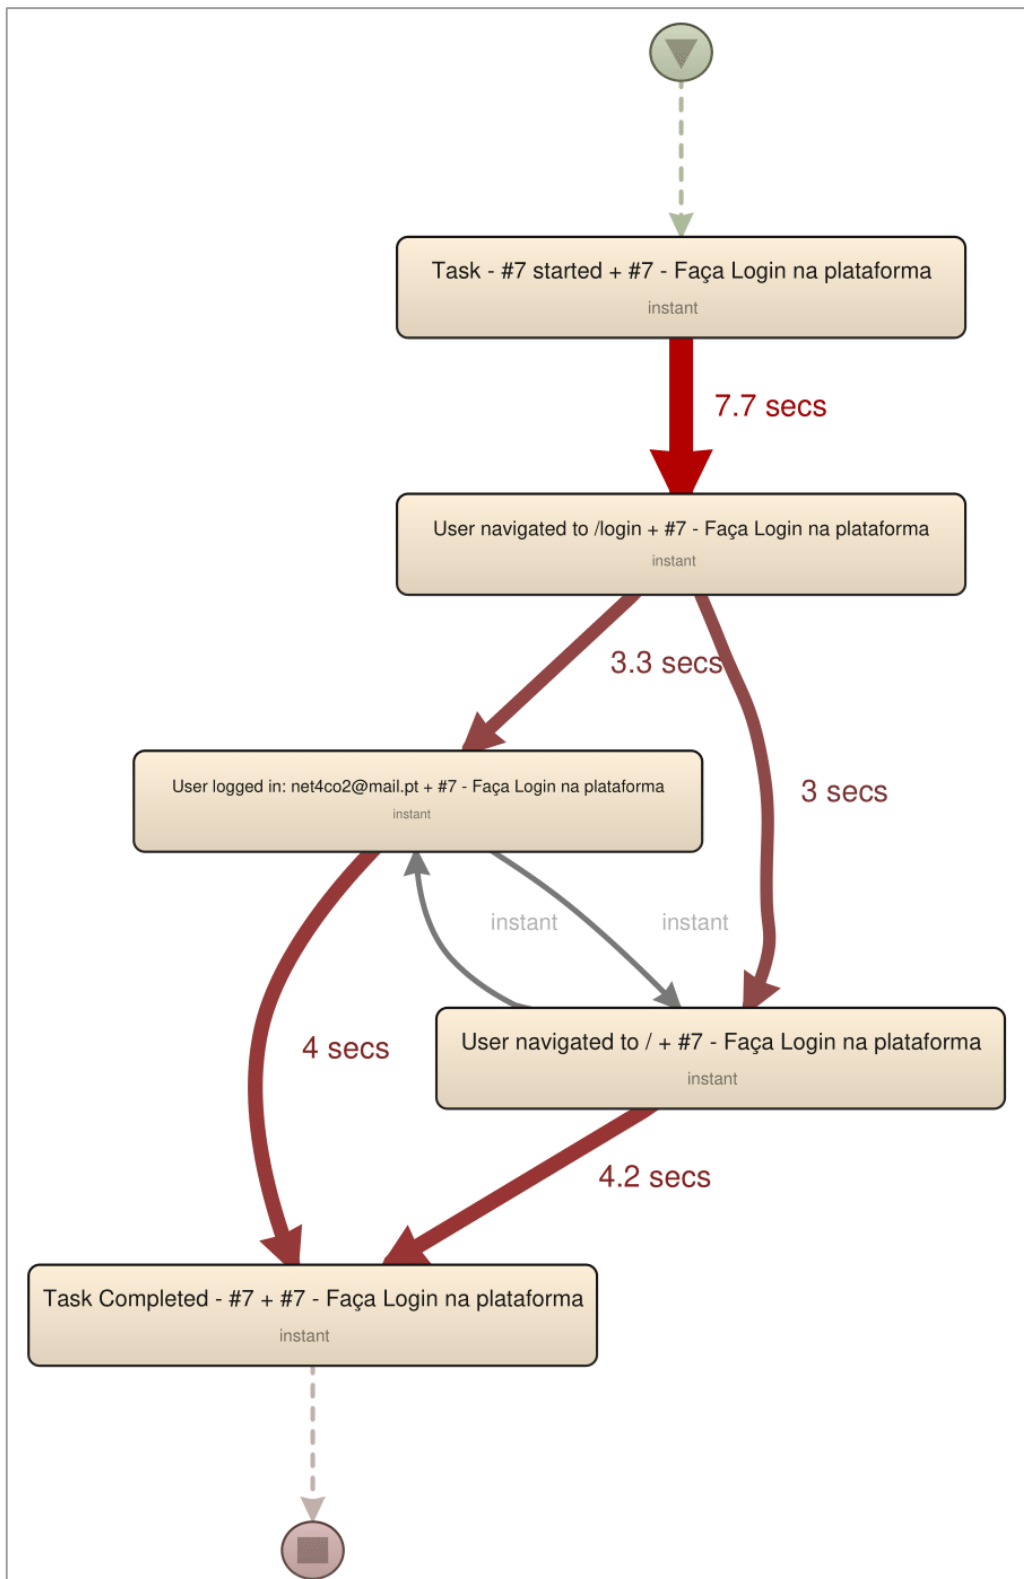 Task - #7 started + #7 - Faça Login na plataforma
instant
7.7 secs
User navigated to /login + #7 - Faça Login na plataforma
instant
3.3 secs
User logged in: net4co2@mail.pt + #7 - Faça Login na plataforma
instant
3 secs
instant
instant
User navigated to / + #7 - Faça Login na plataforma
instant
4 secs
4.2 secs
Task Completed - #7 + #7 - Faça Login na plataforma
instant